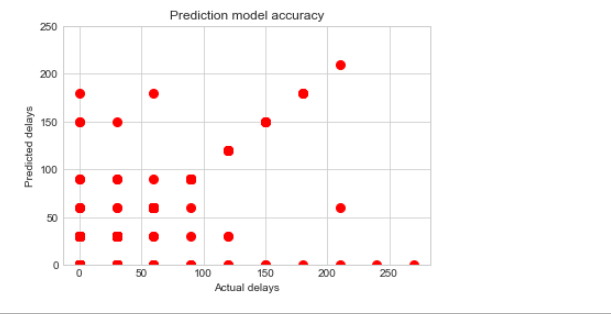 Prediction model accuracy
250
200
150
100
50
0
Predicted delays
0 50 100 150 200 250
Actual delays